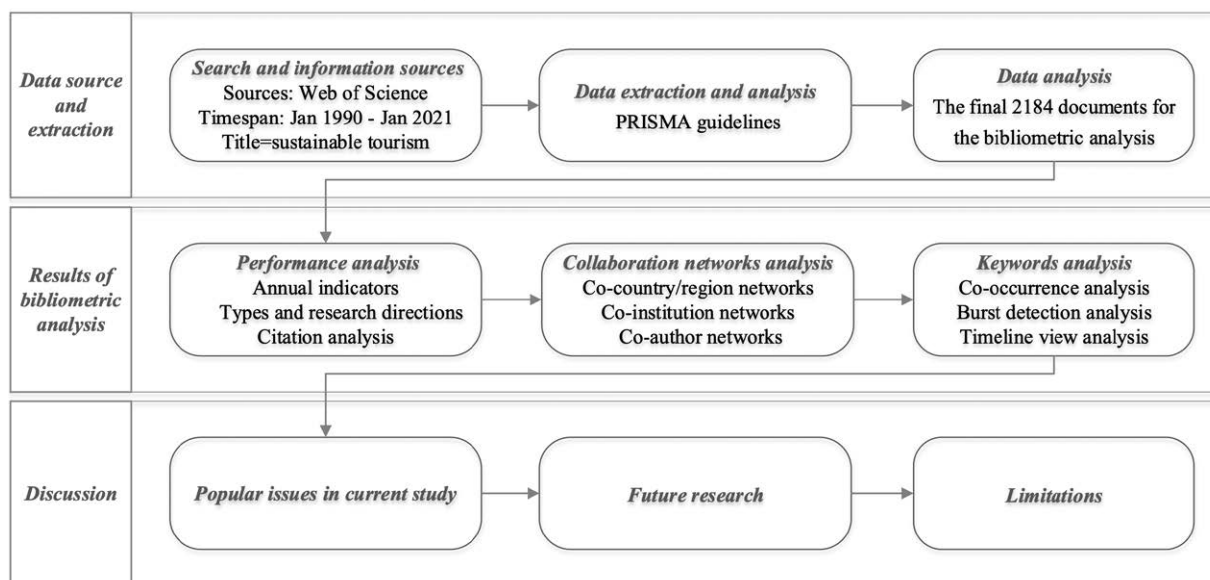 Data source
and
extraction
Search and information sources
Sources: Web of Science
Timespan: Jan 1990 - Jan 2021
Title=sustainable tourism
Data extraction and analysis
PRISMA guidelines
Data analysis
The final 2184 documents for
the bibliometric analysis
Results of
bibliometric
analysis
Performance analysis
Annual indicators
Types and research directions
Citation analysis
Collaboration networks analysis
Co-country/region networks
Co-institution networks
Co-author networks
Keywords analysis
Co-occurrence analysis
Burst detection analysis
Timeline view analysis
Discussion
Popular issues in current study
Future research
Limitations